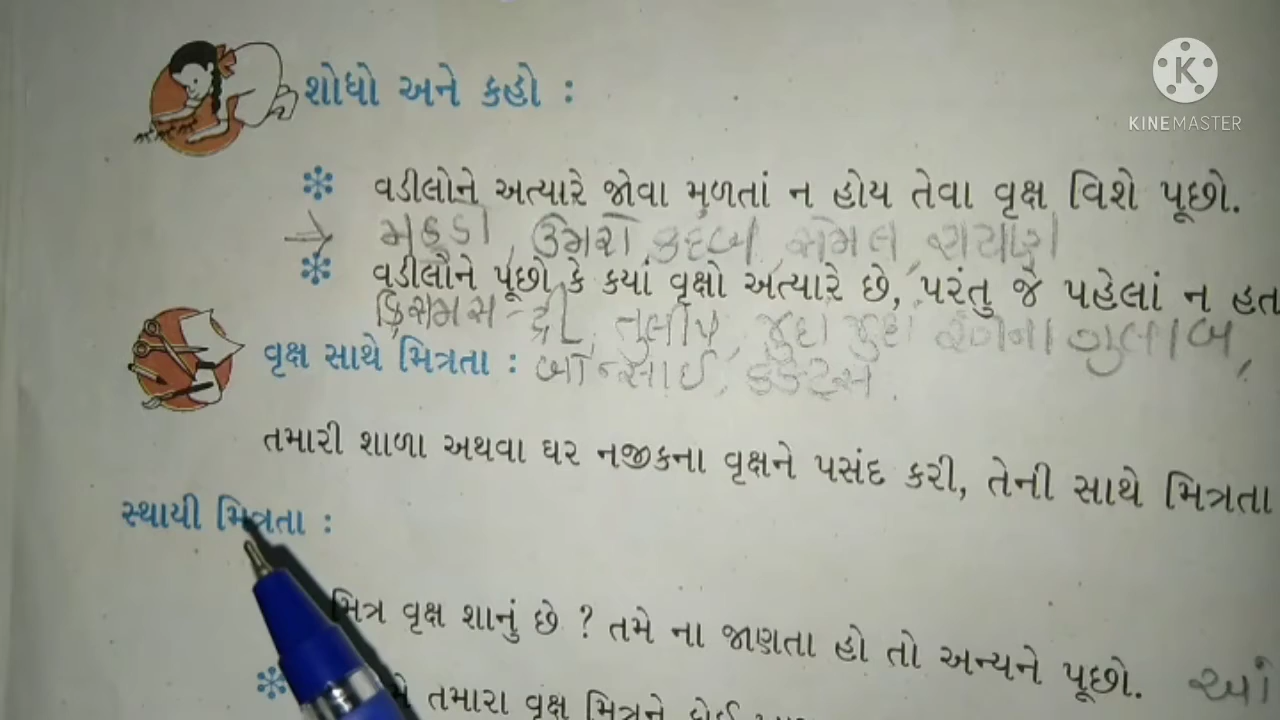 KINEMASTER
શોધો અને કહો :
વડીલોને અત્યારે જોવા મળતાં ન હોય તેવા વૃક્ષ વિશે પૂછો.
→ મહુડો, ઉમરો કદંબ, સેમલ, રાયણ
વડીલોને પૂછો કે કયાં વૃક્ષો અત્યારે છે, પરંતુ જે પહેલાં ન હત
ક્રિસમસ-ટ્રી, તુલીપ, જુદા જુદા રંગના ગુલાબ,
વૃક્ષ સાથે મિત્રતા : બોન્સાઈ, કેક્ટસ
તમારી શાળા અથવા ઘર નજીકના વૃક્ષને પસંદ કરી, તેની સાથે મિત્રતા
સ્થાયી મિત્રતા :
મિત્ર વૃક્ષ શાનું છે ? તમે ના જાણતા હો તો અન્યને પૂછો.
તમારા વૃક્ષ મિત્રને કોઈ